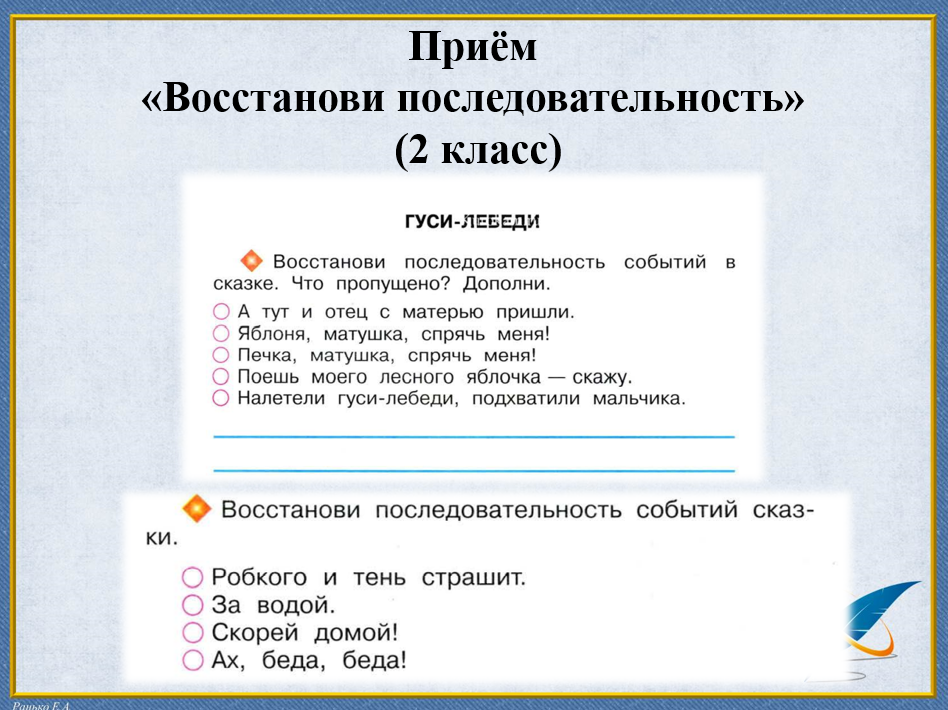 Приём
«Восстанови последовательность»
(2 класс)
ГУСИ-ЛЕБЕДИ
Восстанови последовательность событий в
сказке. Что пропущено? Дополни.
А тут и отец с матерью пришли.
Яблоня, матушка, спрячь меня!
Печка, матушка, спрячь меня!
Поешь моего лесного яблочка — скажу.
Налетели гуси-лебеди, подхватили мальчика.
Восстанови последовательность событий сказ-
ки.
Робкого и тень страшит.
За водой.
Скорей домой!
Ах, беда, беда!
Ранько Е.А.